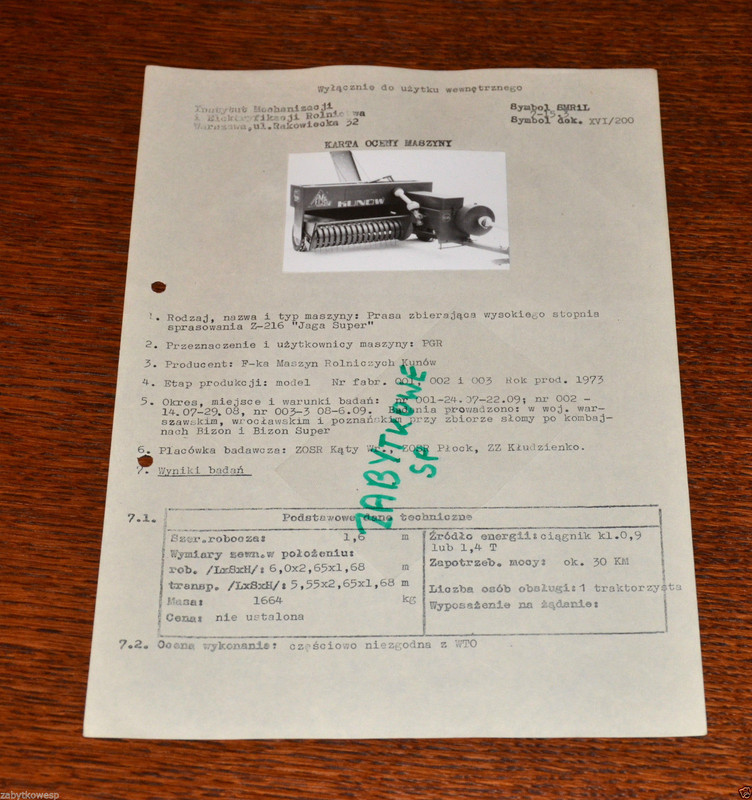 Wyłącznie do użytku wewnętrznego
Instytut Mechanizacji
i Elektryfikacji Rolnictwa
Warszawa, ul. Rakowiecka 32
Symbol SMR1L
7-15.3
Symbol dok. XVI/200
KARTA OCENY MASZYNY
KUNÓW
1. Rodzaj, nazwa i typ maszyny: Prasa zbierająca wysokiego stopnia
sprasowania Z-216 "Jaga Super"
2. Przeznaczenie i użytkownicy maszyny: PGR
3. Producent: F-ka Maszyn Rolniczych Kunów
4. Etap produkcji: model Nr fabr. 001, 002 i 003 Rok prod. 1973
5. Okres, miejsce i warunki badań: nr 001-24.07-22.09; nr 002 -
14.07-29.08, nr 003-3 08-6.09. Badania prowadzono: w woj. war-
szawskim, wrocławskim i poznańskim przy zbiorze słomy po kombaj-
nach Bizon i Bizon Super
6. Placówka badawcza: ZOSR Kąty Wr., ZOSR Płock, ZZ Kłudzienko.
7. Wyniki badań
ZABYTKOWE
SP
7.1. Podstawowe dane techniczne
Szer.robocza: 1,6 m
Wymiary zewn.w położeniu:
rob. /LxSxH/: 6,0x2,65x1,68 m
transp. /LxSxH/: 5,55x2,65x1,68 m
Masa: 1664 kg
Cena: nie ustalona
Źródło energii: ciągnik kl.0,9
lub 1,4 T
Zapotrzeb. mocy: ok. 30 KM
Liczba osób obsługi: 1 traktorzysta
Wyposażenie na żądanie:
7.2. Ocena wykonania: częściowo niezgodna z WTO
zabytkowesp